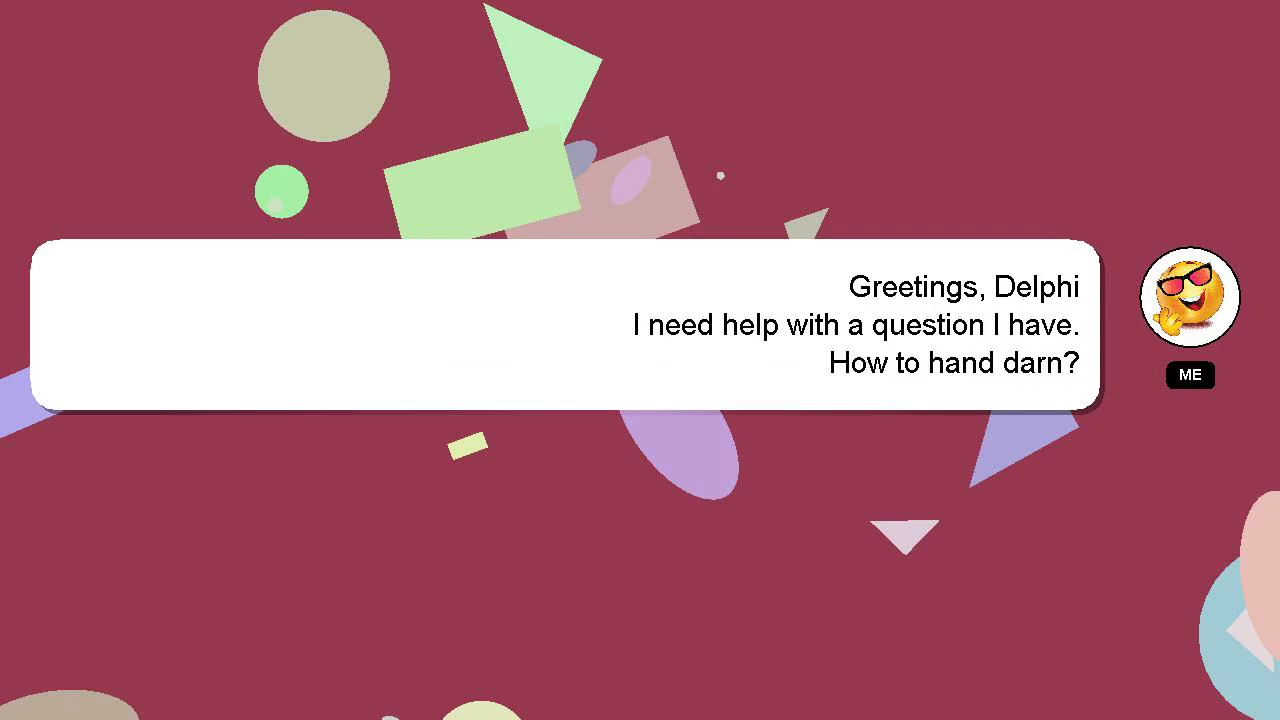 Greetings, Delphi
I need help with a question I have.
How to hand darn?
ME